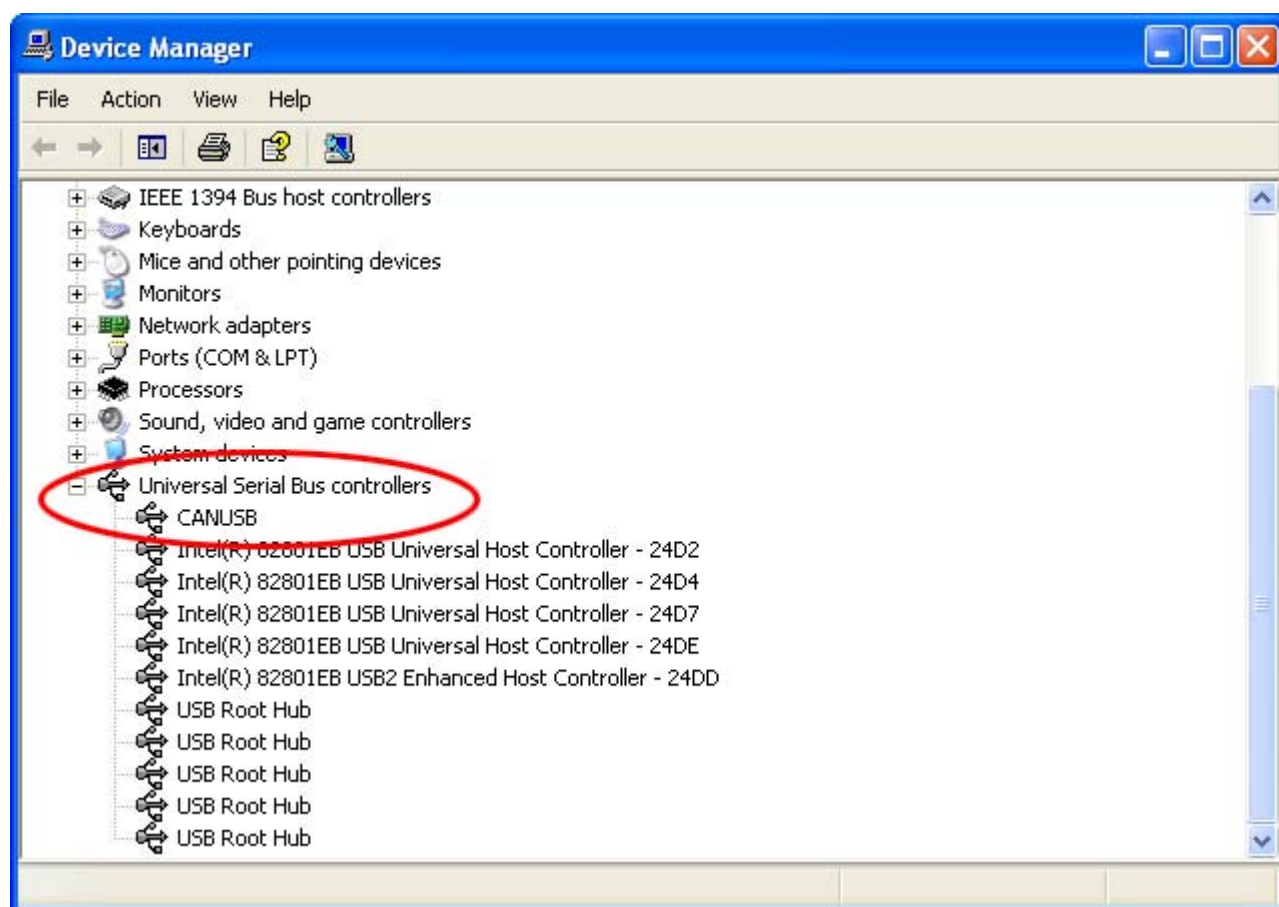 Device Manager
File Action View Help
IEEE 1394 Bus host controllers
Keyboards
Mice and other pointing devices
Monitors
Network adapters
Ports (COM & LPT)
Processors
Sound, video and game controllers
System devices
Universal Serial Bus controllers
CANUSB
Intel(R) 82801EB USB Universal Host Controller - 24D2
Intel(R) 82801EB USB Universal Host Controller - 24D4
Intel(R) 82801EB USB Universal Host Controller - 24D7
Intel(R) 82801EB USB Universal Host Controller - 24DE
Intel(R) 82801EB USB2 Enhanced Host Controller - 24DD
USB Root Hub
USB Root Hub
USB Root Hub
USB Root Hub
USB Root Hub